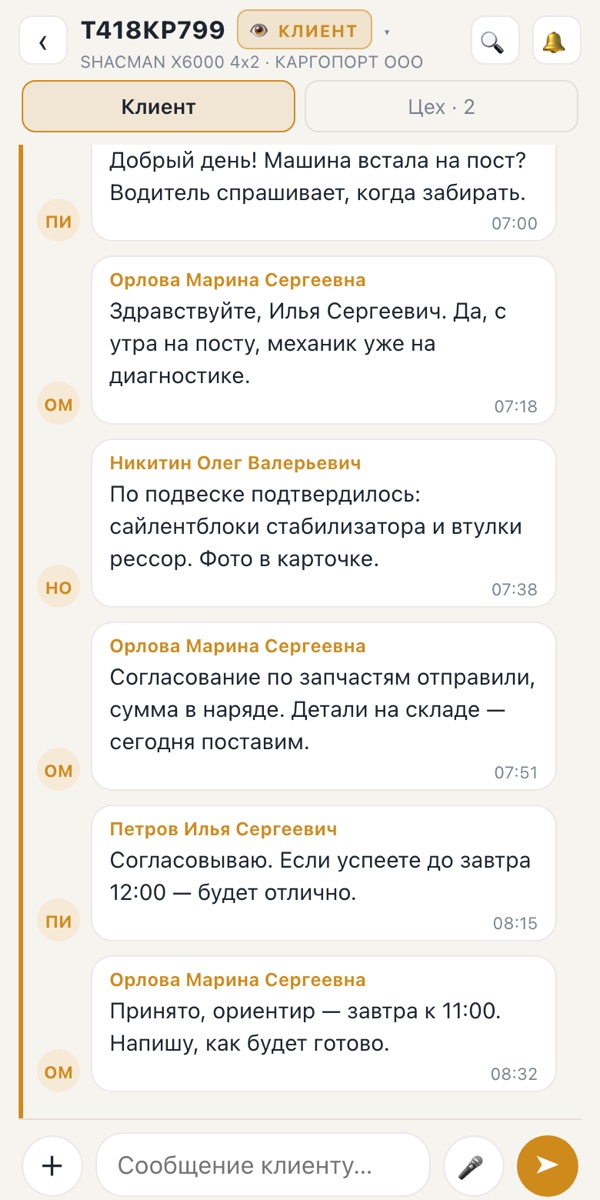 ‹ T418KP799 КЛИЕНТ
SHACMAN X6000 4x2 · КАРГОПОРТ ООО
Клиент
Цех · 2
Добрый день! Машина встала на пост?
Водитель спрашивает, когда забирать.
ПИ
07:00
Орлова Марина Сергеевна
Здравствуйте, Илья Сергеевич. Да, с
утра на посту, механик уже на
диагностике.
ОМ
07:18
Никитин Олег Валерьевич
По подвеске подтвердилось:
сайлентблоки стабилизатора и втулки
рессор. Фото в карточке.
НО
07:38
Орлова Марина Сергеевна
Согласование по запчастям отправили,
сумма в наряде. Детали на складе —
сегодня поставим.
ОМ
07:51
Петров Илья Сергеевич
Согласовываю. Если успеете до завтра
12:00 — будет отлично.
ПИ
08:15
Орлова Марина Сергеевна
Принято, ориентир — завтра к 11:00.
Напишу, как будет готово.
ОМ
08:32
+ Сообщение клиенту...